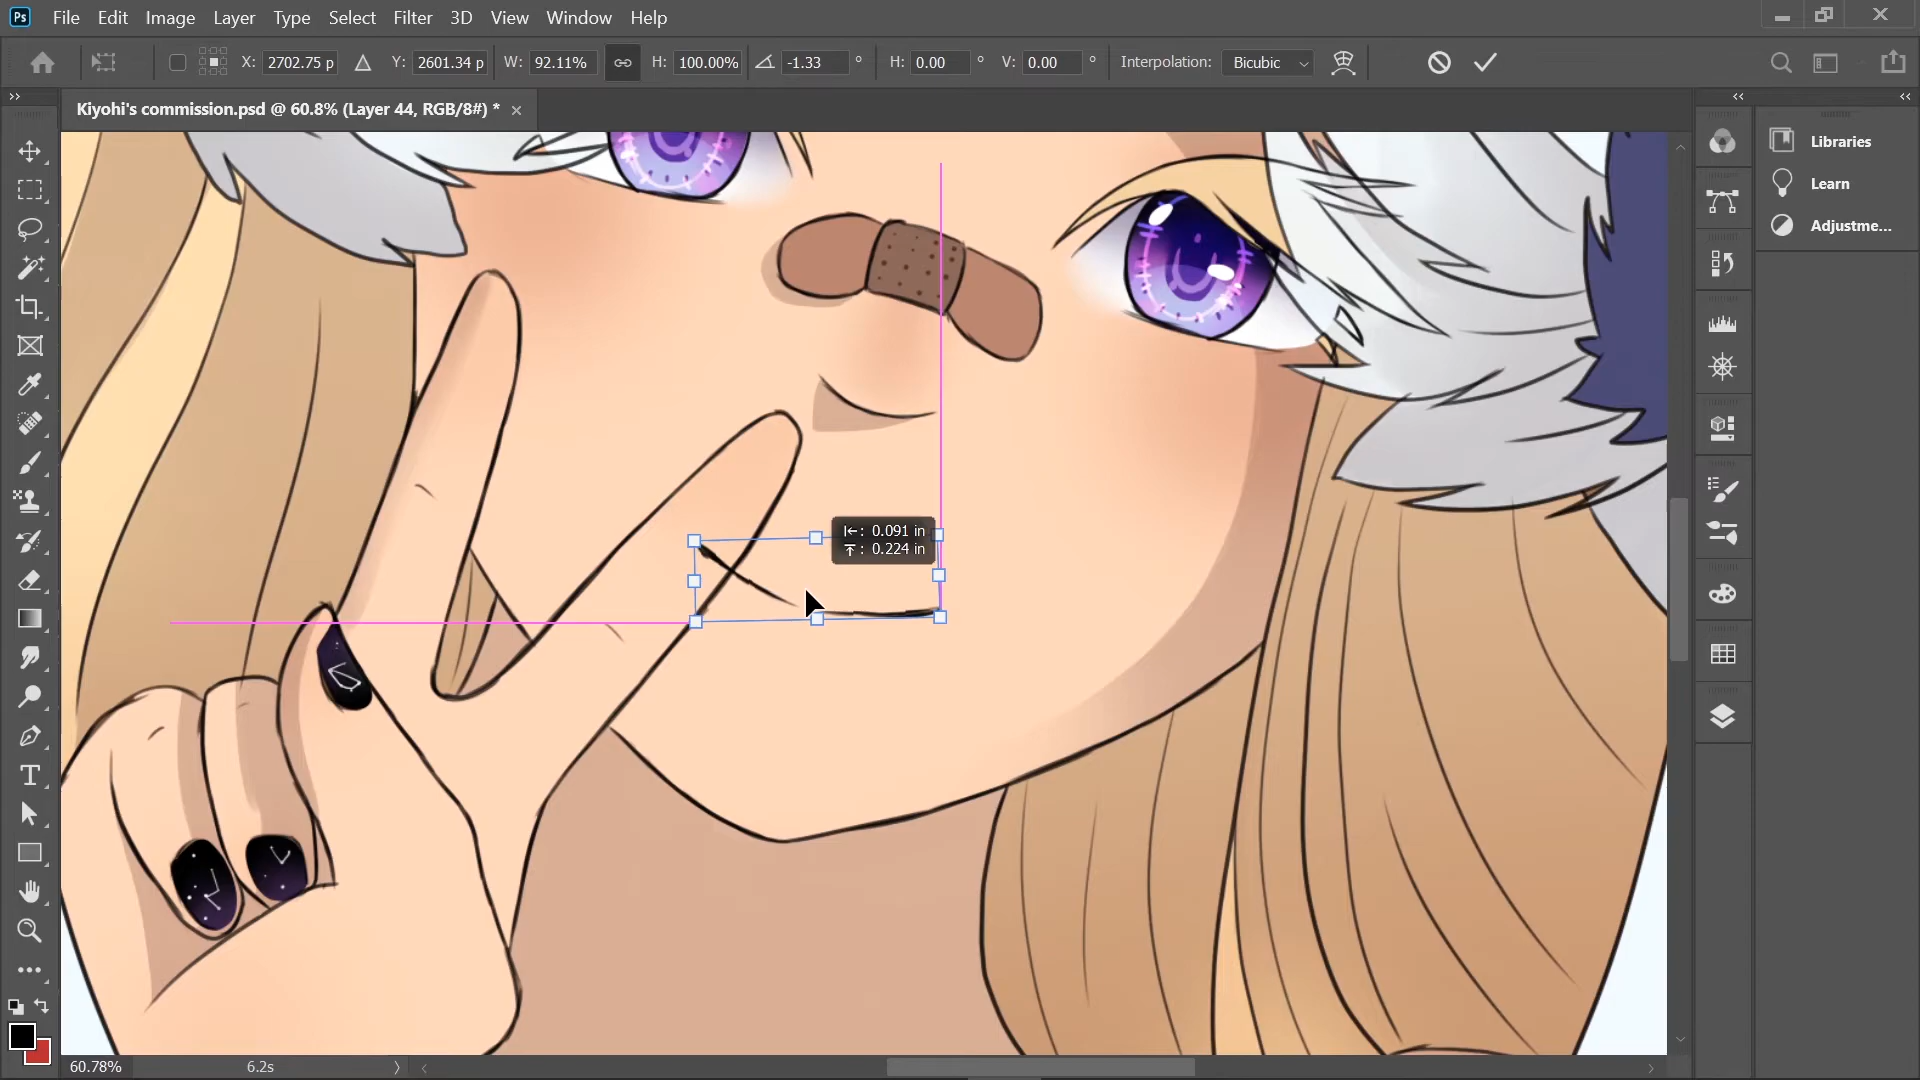 Ps File Edit Image Layer Type Select Filter 3D View Window Help
X: 2702.75 p Y: 2601.34 p W: 92.11% H: 100.00% -1.33 ° H: 0.00 ° V: 0.00 ° Interpolation: Bicubic
Kiyohi's commission.psd @ 60.8% (Layer 44, RGB/8#) *
Libraries
Learn
Adjustme...
: 0.091 in
: 0.224 in
60.78% 6.2s